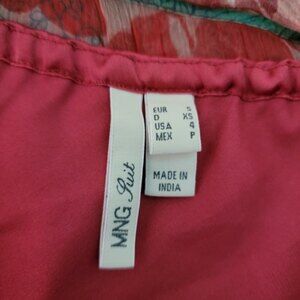 MNG Suit
EUR S
D XS
USA 4
MEX P
MADE IN
INDIA